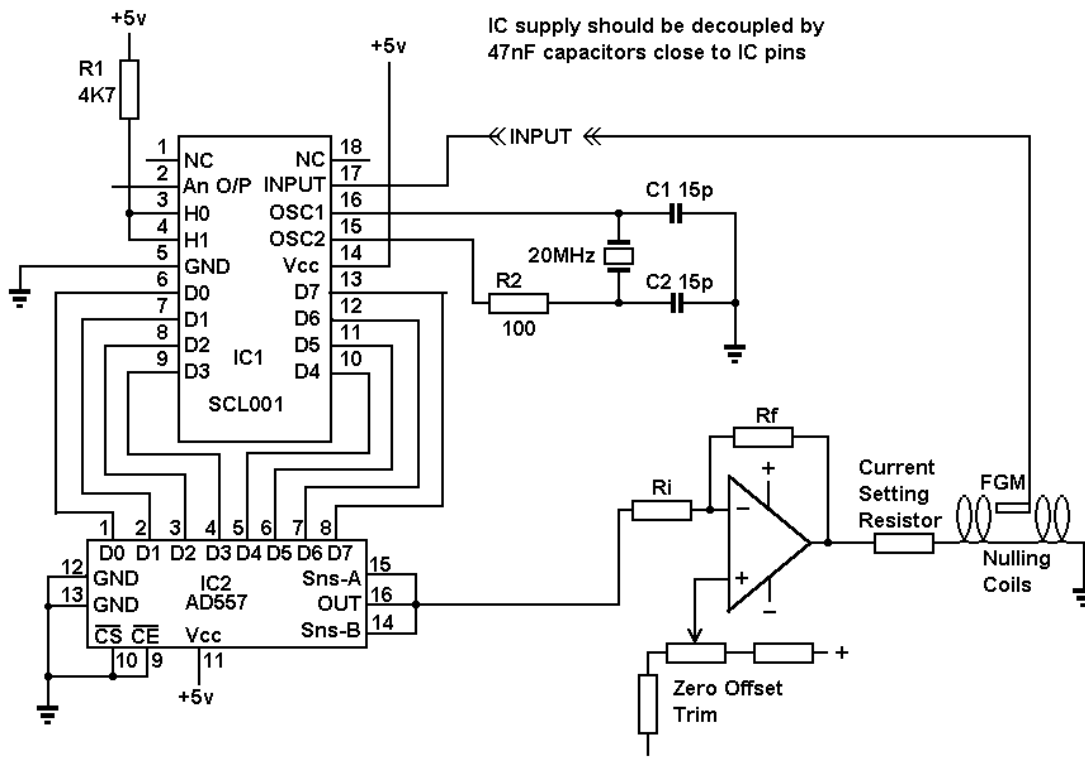 +5v
IC supply should be decoupled by
47nF capacitors close to IC pins
+5v
R1
4K7
INPUT
1 NC NC 18
2 An O/P INPUT 17
3 H0 OSC1 16
4 H1 OSC2 15
5 GND Vcc 14
6 D0 D7 13
7 D1 D6 12
8 D2 D5 11
9 D3 D4 10
IC1
SCL001
C1 15p
20MHz
C2 15p
R2
100
Rf
Ri
+
−
+
−
Current
Setting
Resistor
FGM
Nulling
Coils
1 2 3 4 5 6 7 8
D0 D1 D2 D3 D4 D5 D6 D7
12 GND
13 GND
IC2
AD557
Sns-A 15
OUT 16
Sns-B 14
CS CE Vcc
10 9 11
+5v
+
Zero Offset
Trim